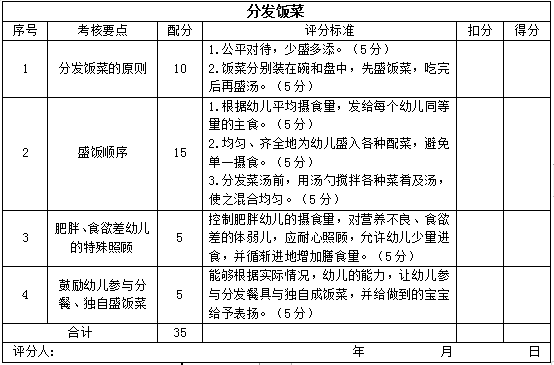 分发饭菜
序号 考核要点 配分 评分标准 扣分 得分
1 分发饭菜的原则 10
1.公平对待，少盛多添。（5分）
2.饭菜分别装在碗和盘中，先盛饭菜，吃完
后再盛汤。（5分）
2 盛饭顺序 15
1.根据幼儿平均摄食量，发给每个幼儿同等
量的主食。（5分）
2.均匀、齐全地为幼儿盛入各种配菜，避免
单一摄食。（5分）
3.分发菜汤前，用汤勺搅拌各种菜肴及汤，
使之混合均匀。（5分）
3 肥胖、食欲差幼儿
的特殊照顾
5
控制肥胖幼儿的摄食量，对营养不良、食欲
差的体弱儿，应耐心照顾，允许幼儿少量进
食，并循渐进地增加膳食量。（5分）
4 鼓励幼儿参与分
餐、独自盛饭菜
5
能够根据实际情况，幼儿的能力，让幼儿参
与分发餐具与独自成饭菜，并给做到的宝宝
给予表扬。（5分）
合计 35
评分人： 年 月 日